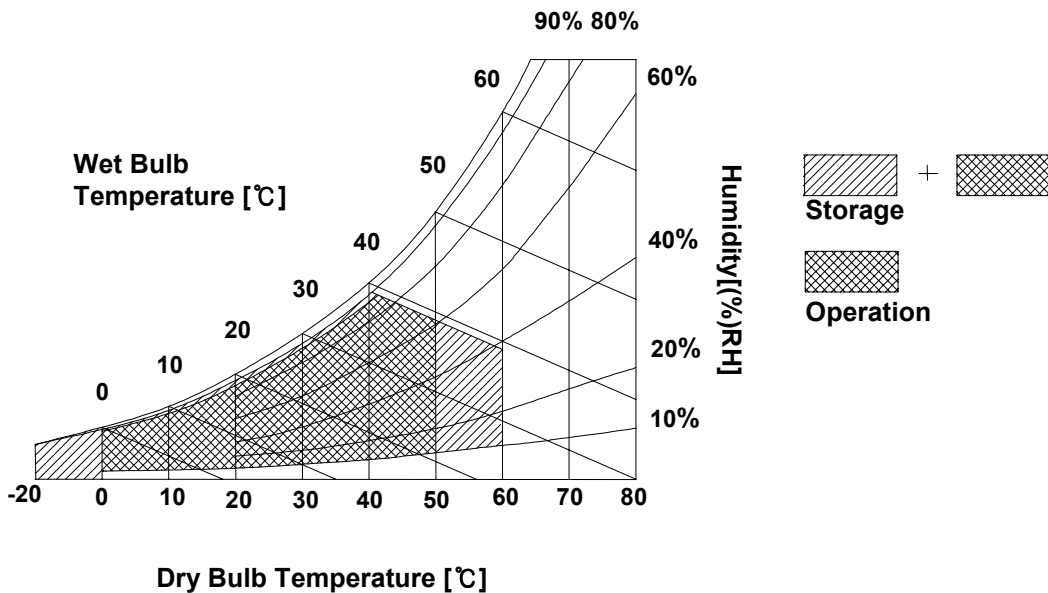 90% 80%
60
60%
Wet Bulb
Temperature [℃]
50
40
40%
30
20
20%
10
10%
0
Humidity[(%)RH]
-20 0 10 20 30 40 50 60 70 80
Dry Bulb Temperature [℃]
+
Storage
Operation